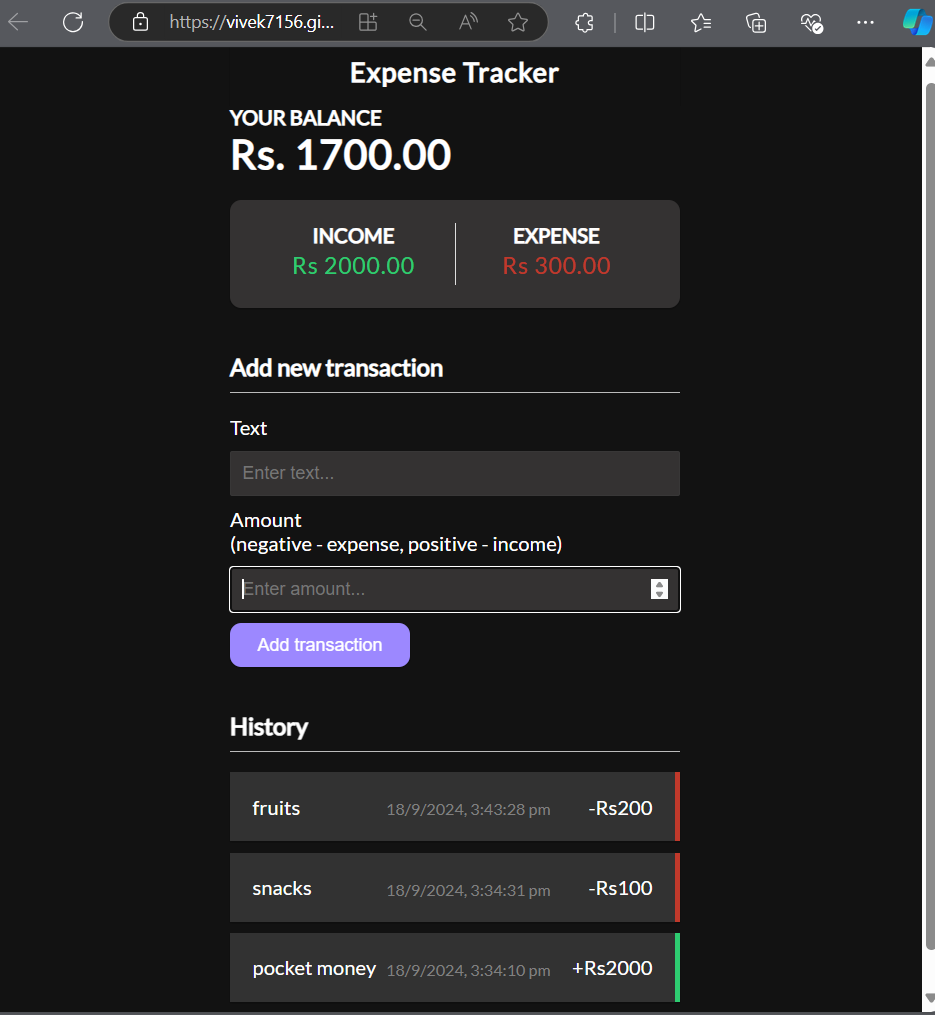 https://vivek7156.gi...
Expense Tracker
YOUR BALANCE
Rs. 1700.00
INCOME
Rs 2000.00
EXPENSE
Rs 300.00
Add new transaction
Text
Enter text...
Amount
(negative - expense, positive - income)
Enter amount...
Add transaction
History
fruits 18/9/2024, 3:43:28 pm -Rs200
snacks 18/9/2024, 3:34:31 pm -Rs100
pocket money 18/9/2024, 3:34:10 pm +Rs2000